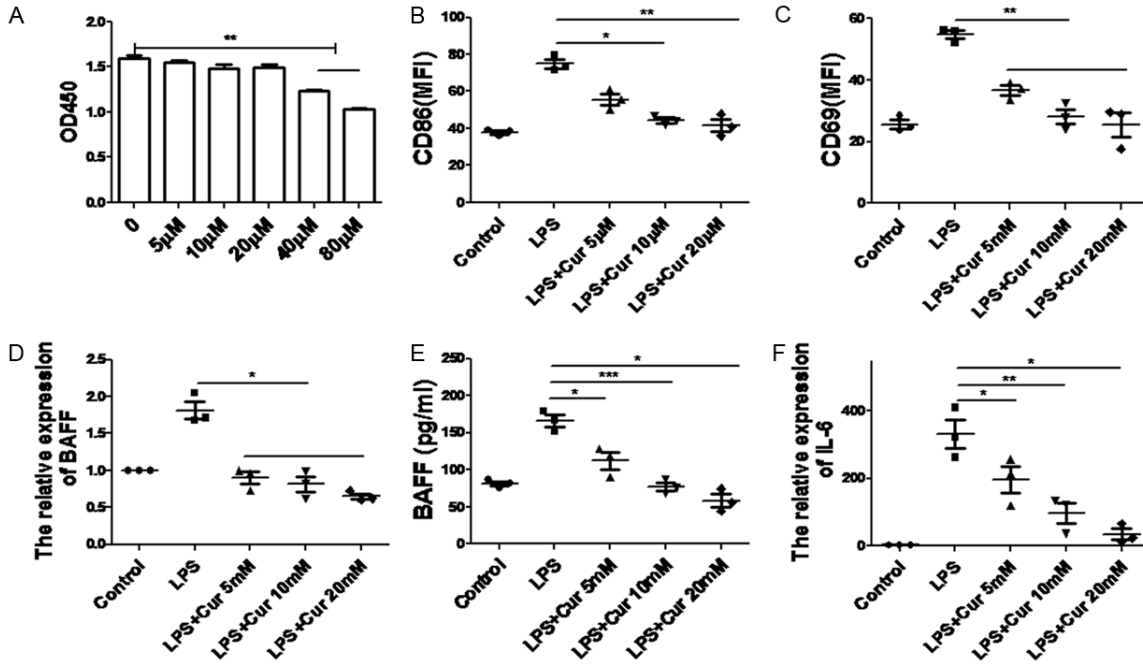 A
**
OD450
2.0
1.5
1.0
0.5
0.0
0
5µM
10µM
20µM
40µM
80µM
B
**
*
CD86(MFI)
100
80
60
40
20
0
Control
LPS
LPS+Cur 5µM
LPS+Cur 10µM
LPS+Cur 20µM
C
**
CD69(MFI)
60
40
20
0
Control
LPS
LPS+Cur 5mM
LPS+Cur 10mM
LPS+Cur 20mM
D
*
The relative expression
of BAFF
2.5
2.0
1.5
1.0
0.5
0.0
Control
LPS
LPS+Cur 5mM
LPS+Cur 10mM
LPS+Cur 20mM
E
*
***
*
BAFF (pg/ml)
250
200
150
100
50
0
Control
LPS
LPS+Cur 5mM
LPS+Cur 10mM
LPS+Cur 20mM
F
*
**
*
The relative expression
of IL-6
400
200
0
Control
LPS
LPS+Cur 5mM
LPS+Cur 10mM
LPS+Cur 20mM